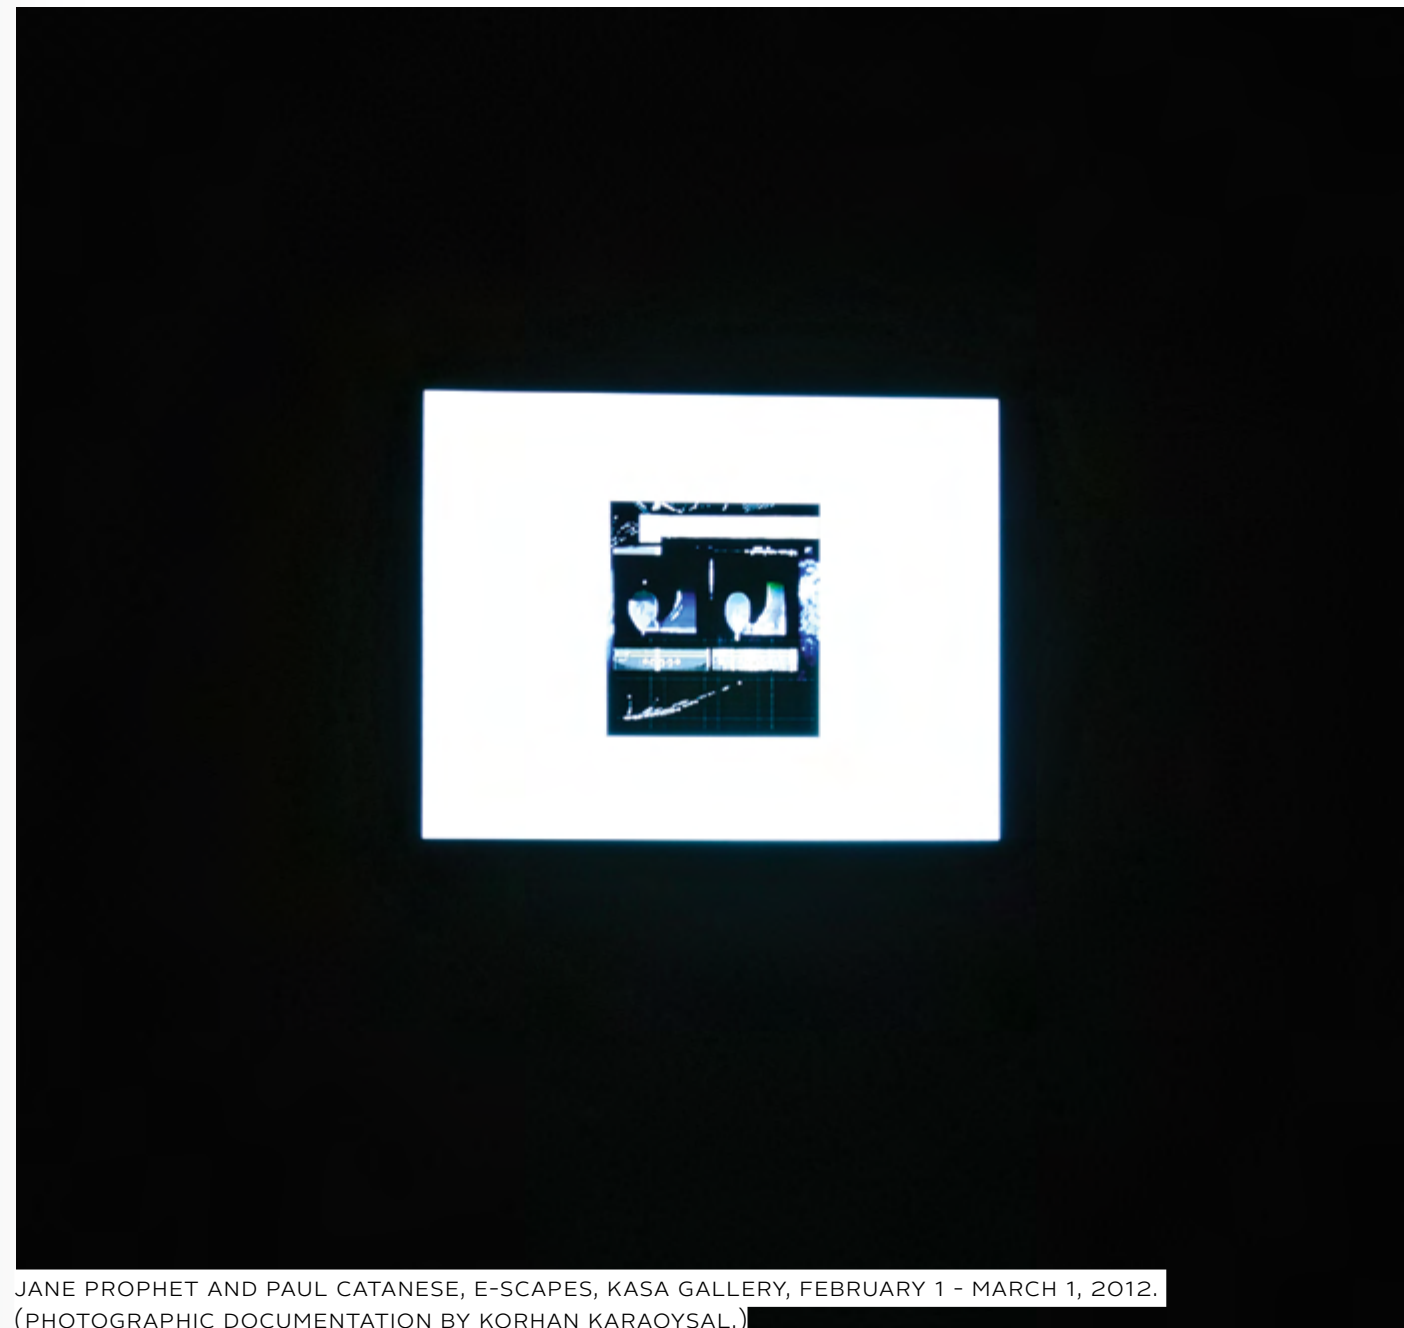 JANE PROPHET AND PAUL CATANESE, E-SCAPES, KASA GALLERY, FEBRUARY 1 - MARCH 1, 2012.
(PHOTOGRAPHIC DOCUMENTATION BY KORHAN KARAOYSAL.)